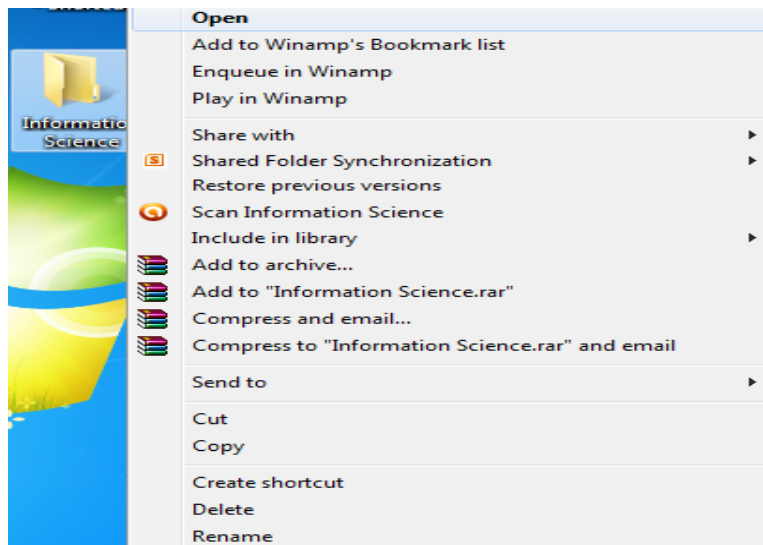 Open
Add to Winamp's Bookmark list
Enqueue in Winamp
Play in Winamp
Informatio
Science
Share with
Shared Folder Synchronization
Restore previous versions
Scan Information Science
Include in library
Add to archive...
Add to "Information Science.rar"
Compress and email...
Compress to "Information Science.rar" and email
Send to
Cut
Copy
Create shortcut
Delete
Rename